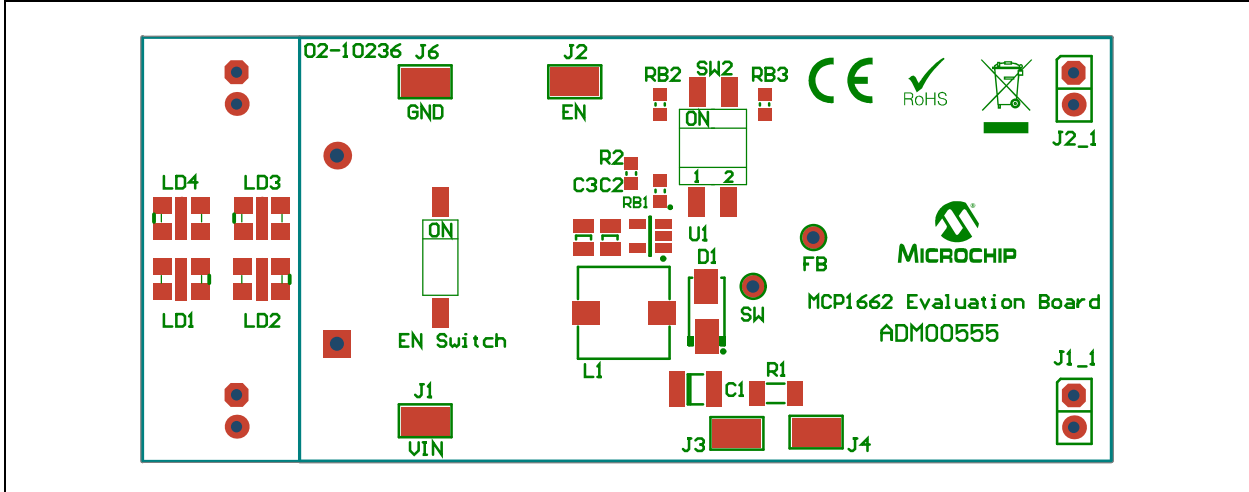 02-10236
J6
J2
SW2
RB2
RB3
GND
EN
ON
RoHS
J2_1
R2
C3
C2
RB1
1
2
LD4
LD3
ON
U1
D1
FB
MICROCHIP
LD1
LD2
EN Switch
SW
MCP1662 Evaluation Board
ADM00555
L1
R1
J1_1
J1
C1
VIN
J3
J4